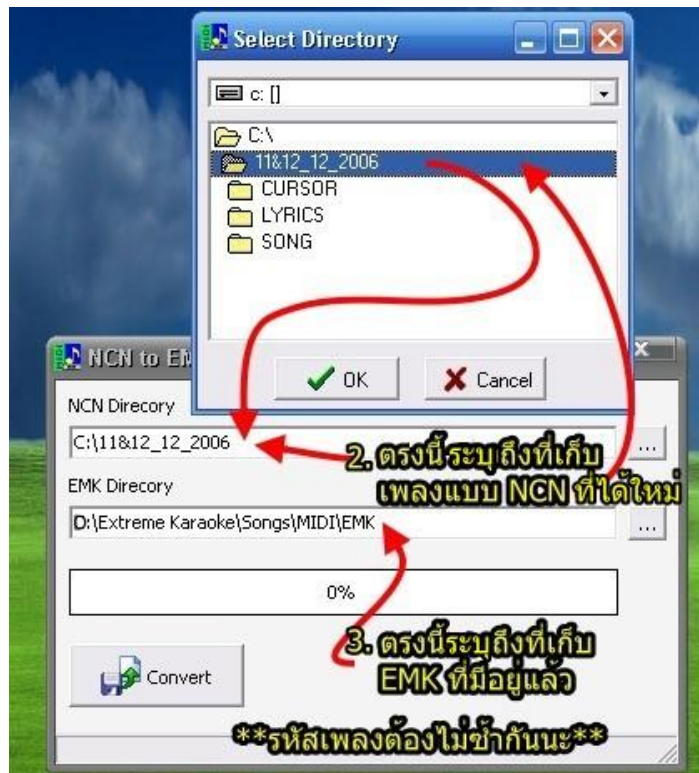 Select Directory
c: []
C:\
11&12_12_2006
CURSOR
LYRICS
SONG
OK
Cancel
NCN to EM
NCN Direcory
C:\11&12_12_2006
...
2. ตรงนี้ระบุถึงที่เก็บ
เพลงแบบ NCN ที่ได้ใหม่
EMK Direcory
D:\Extreme Karaoke\Songs\MIDI\EMK
...
0%
3. ตรงนี้ระบุถึงที่เก็บ
EMK ที่มีอยู่แล้ว
Convert
**รหัสเพลงต้องไม่ซ้ำกันนะ**